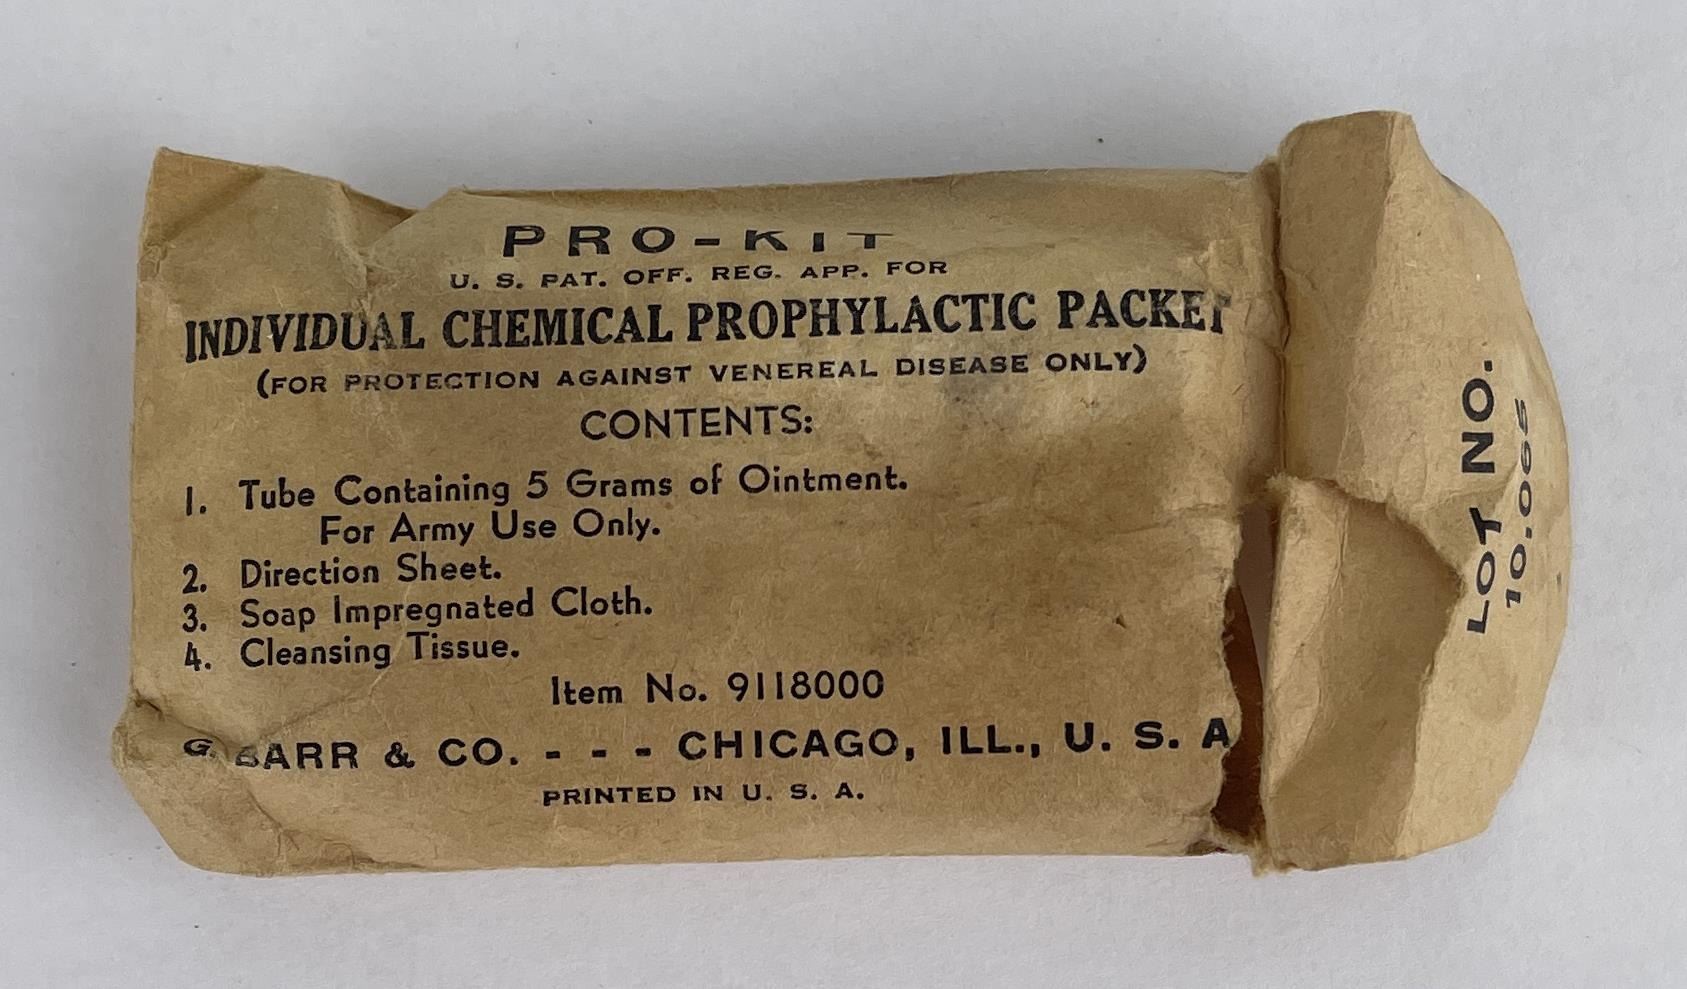 PRO-KIT
U. S. PAT. OFF. REG. APP. FOR
INDIVIDUAL CHEMICAL PROPHYLACTIC PACKET
(FOR PROTECTION AGAINST VENEREAL DISEASE ONLY)
CONTENTS:
1. Tube Containing 5 Grams of Ointment.
For Army Use Only.
2. Direction Sheet.
3. Soap Impregnated Cloth.
4. Cleansing Tissue.
Item No. 9118000
G. BARR & CO. - - - CHICAGO, ILL., U. S. A
PRINTED IN U. S. A.
LOT NO.
10.065